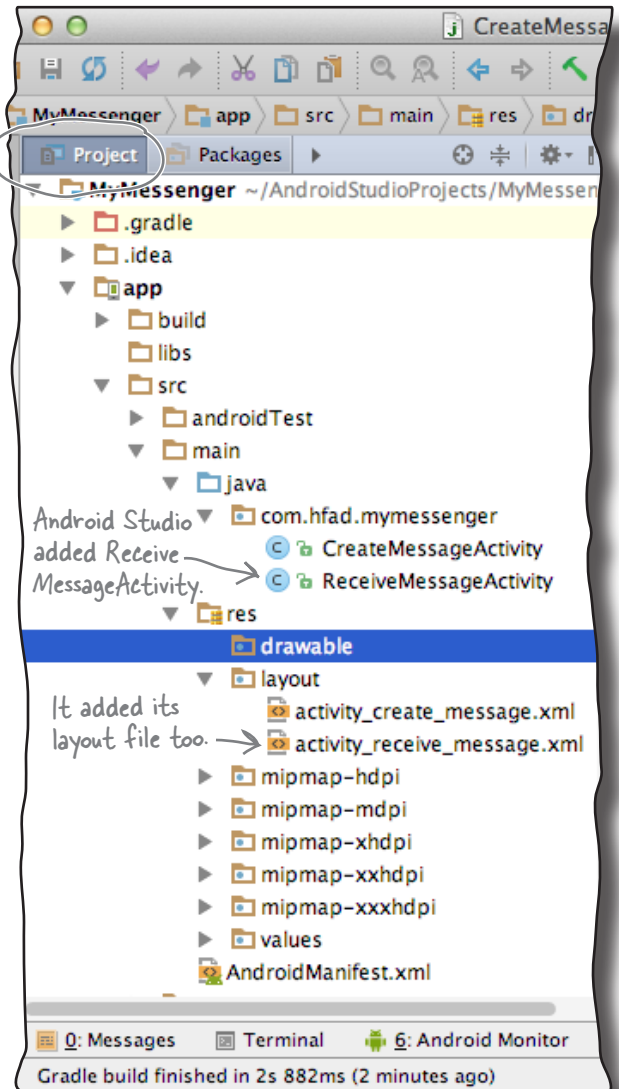 CreateMessa
MyMessenger app src main res dr
Project Packages
MyMessenger ~/AndroidStudioProjects/MyMessen
.gradle
.idea
app
build
libs
src
androidTest
main
java
com.hfad.mymessenger
CreateMessageActivity
Android Studio
added Receive
MessageActivity.
ReceiveMessageActivity
res
drawable
layout
activity_create_message.xml
It added its
layout file too.
activity_receive_message.xml
mipmap-hdpi
mipmap-mdpi
mipmap-xhdpi
mipmap-xxhdpi
mipmap-xxxhdpi
values
AndroidManifest.xml
0: Messages Terminal 6: Android Monitor
Gradle build finished in 2s 882ms (2 minutes ago)